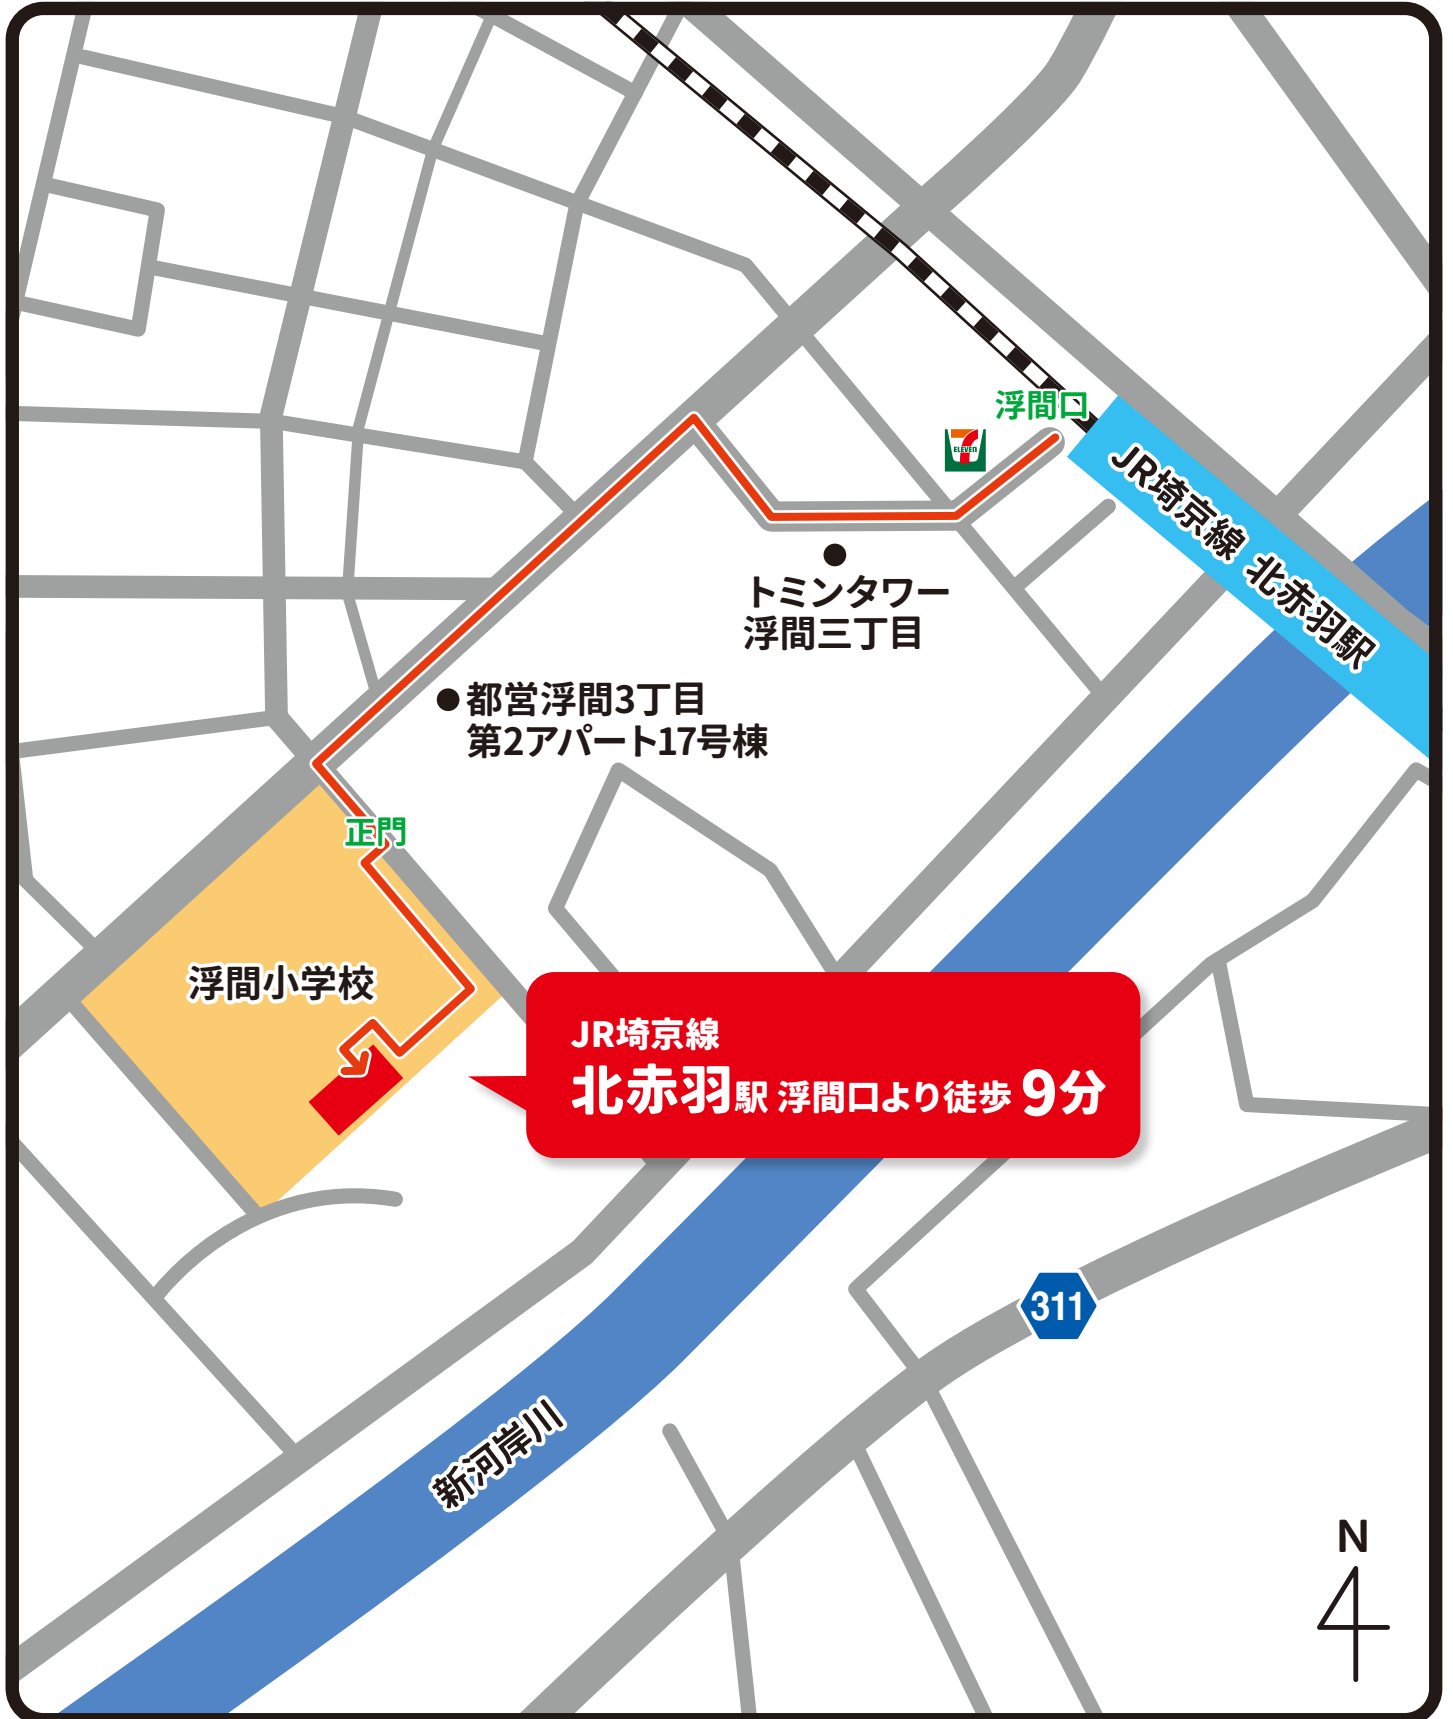 浮間口
7
ELEVEn
JR埼京線 北赤羽駅
トミンタワー
浮間三丁目
都営浮間3丁目
第2アパート17号棟
正門
浮間小学校
JR埼京線
北赤羽駅 浮間口より徒歩 9分
311
新河岸川
N